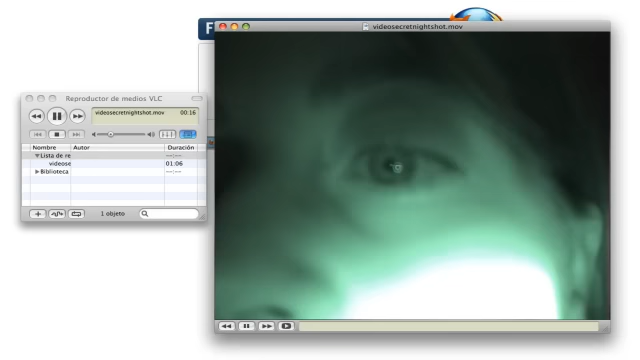 F
videosecretnightshot.mov
Reproductor de medios VLC
videosecretnightshot.mov 00:16
Nombre Autor Duración
Lista de re --:--
videose 01:06
Biblioteca --:--
1 objeto